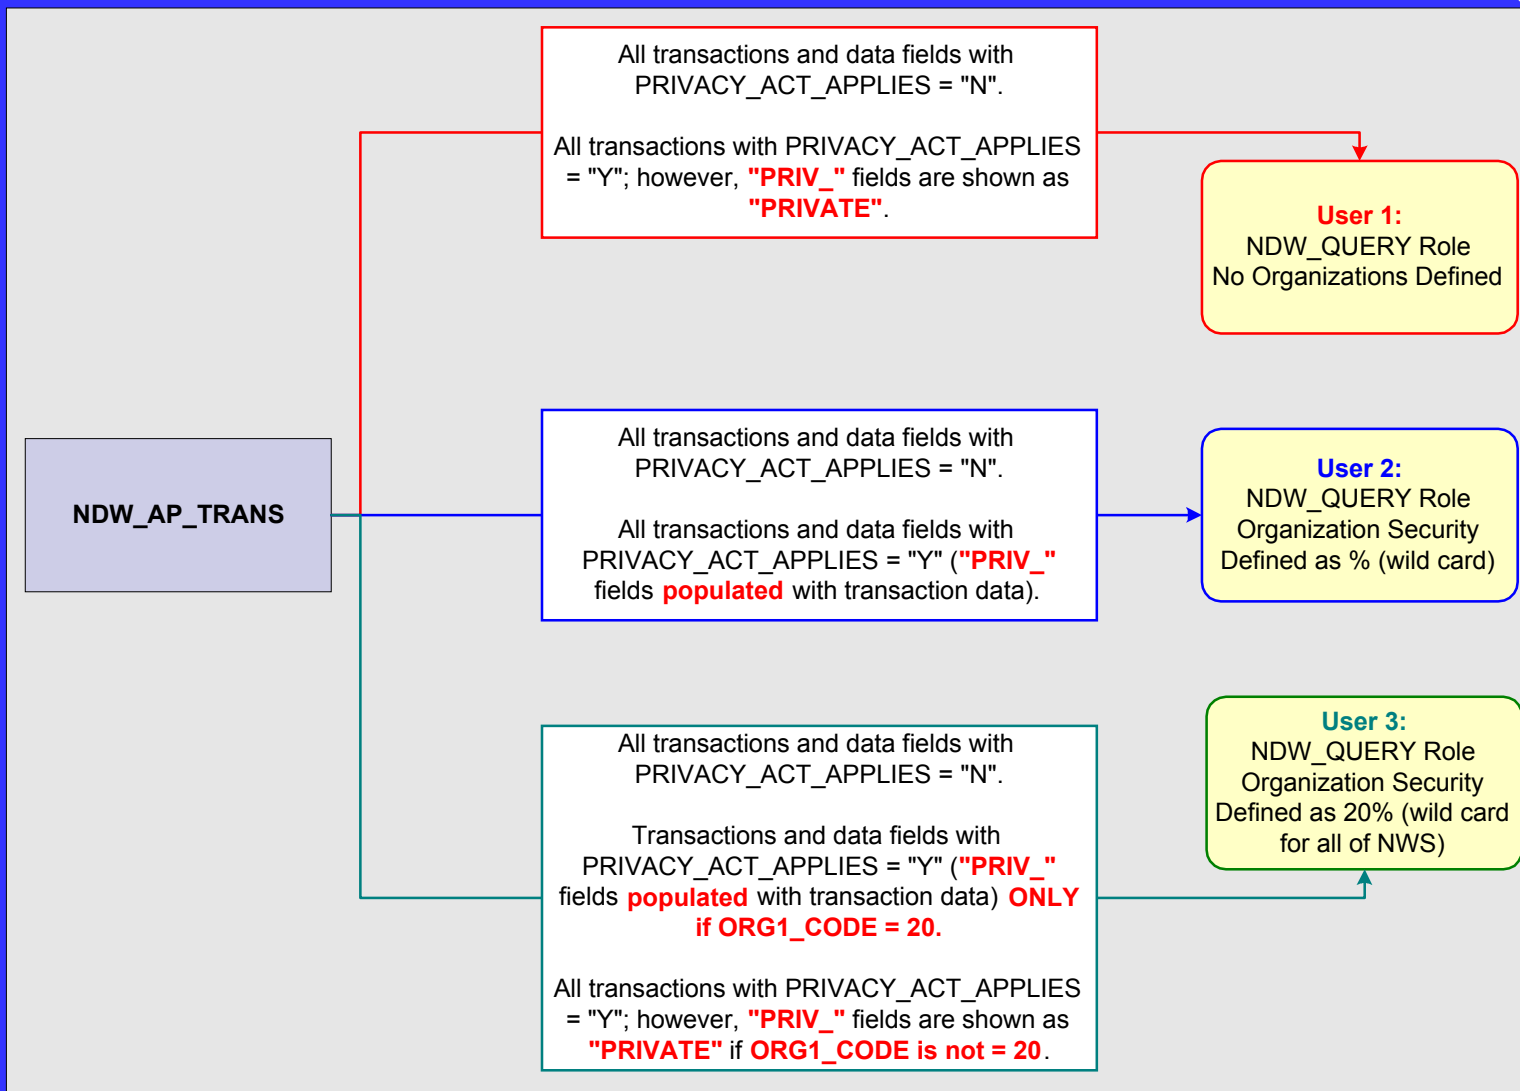 All transactions and data fields with
PRIVACY_ACT_APPLIES = "N".
All transactions with PRIVACY_ACT_APPLIES
= "Y"; however, "PRIV_" fields are shown as
"PRIVATE".
User 1:
NDW_QUERY Role
No Organizations Defined
NDW_AP_TRANS
All transactions and data fields with
PRIVACY_ACT_APPLIES = "N".
All transactions and data fields with
PRIVACY_ACT_APPLIES = "Y" ("PRIV_"
fields populated with transaction data).
User 2:
NDW_QUERY Role
Organization Security
Defined as % (wild card)
All transactions and data fields with
PRIVACY_ACT_APPLIES = "N".
Transactions and data fields with
PRIVACY_ACT_APPLIES = "Y" ("PRIV_"
fields populated with transaction data) ONLY
if ORG1_CODE = 20.
All transactions with PRIVACY_ACT_APPLIES
= "Y"; however, "PRIV_" fields are shown as
"PRIVATE" if ORG1_CODE is not = 20.
User 3:
NDW_QUERY Role
Organization Security
Defined as 20% (wild card
for all of NWS)